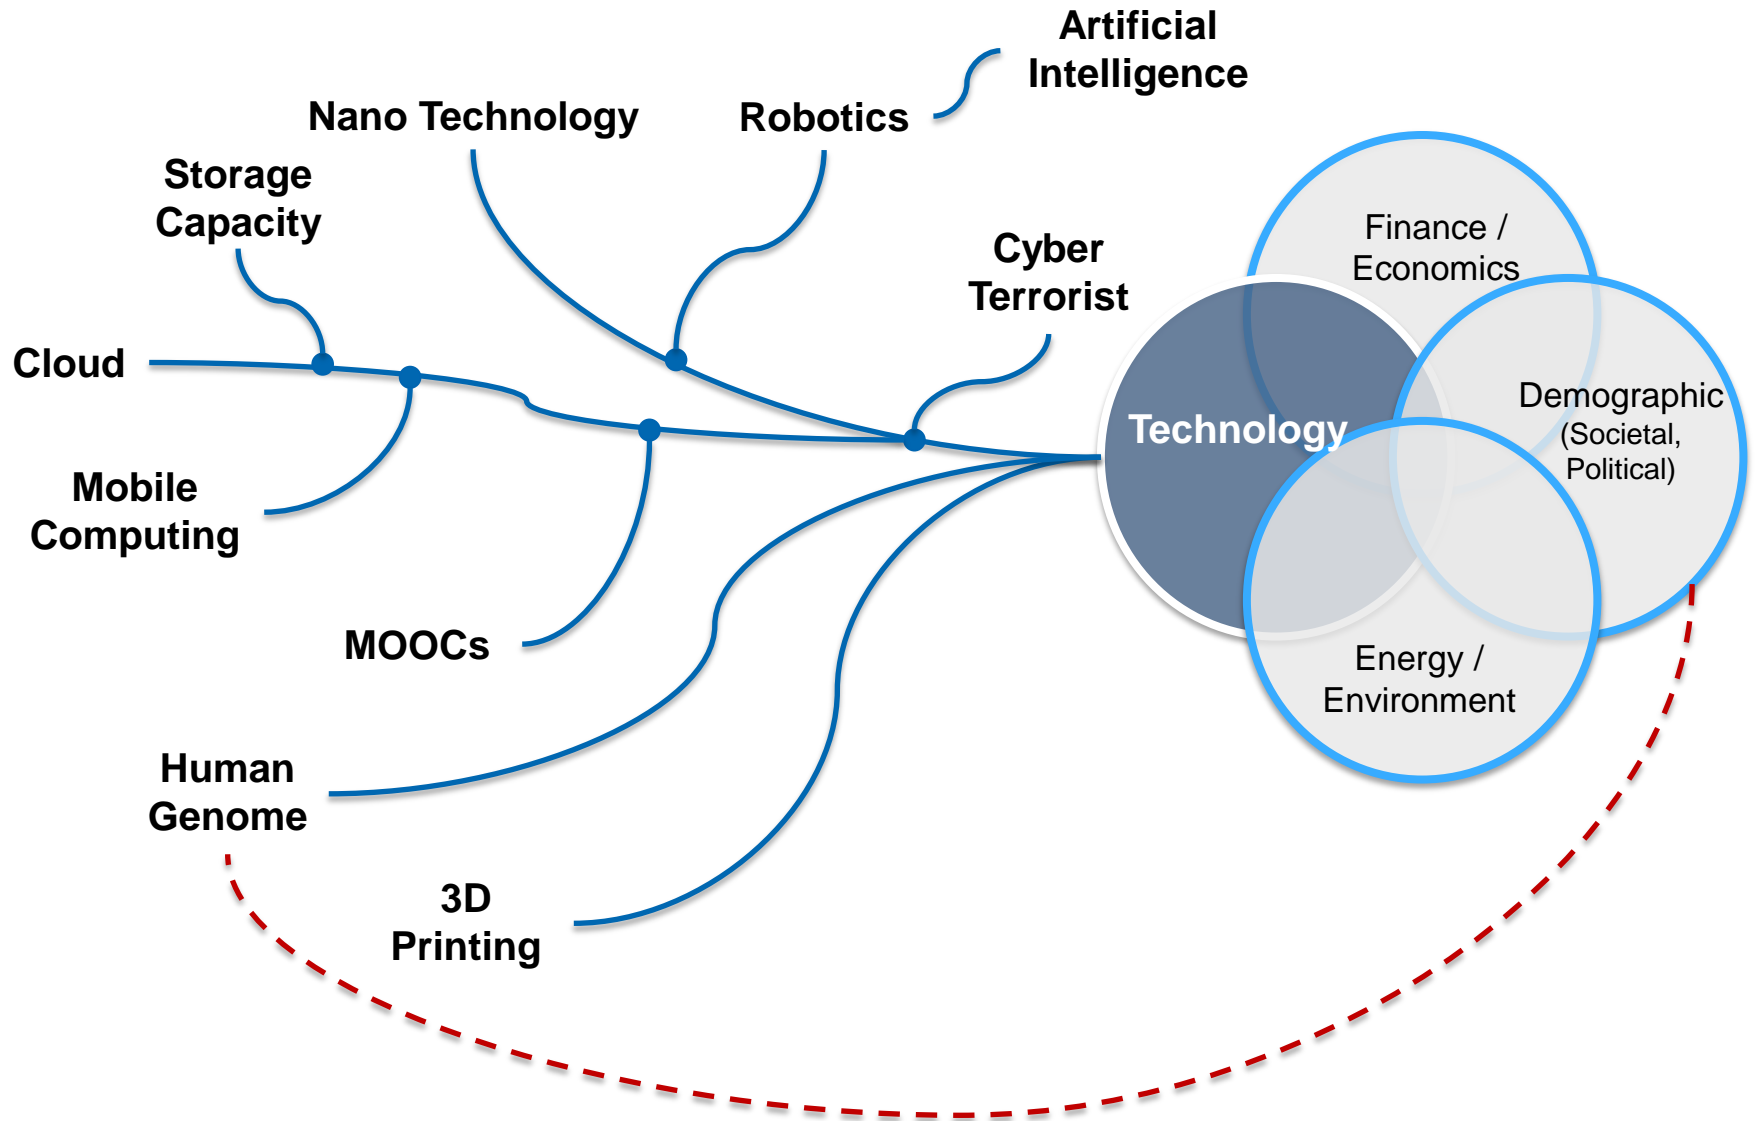 Artificial
Intelligence
Nano Technology
Robotics
Storage
Capacity
Cyber
Terrorist
Cloud
Mobile
Computing
MOOCs
Human
Genome
3D
Printing
Technology
Finance /
Economics
Demographic
(Societal,
Political)
Energy /
Environment